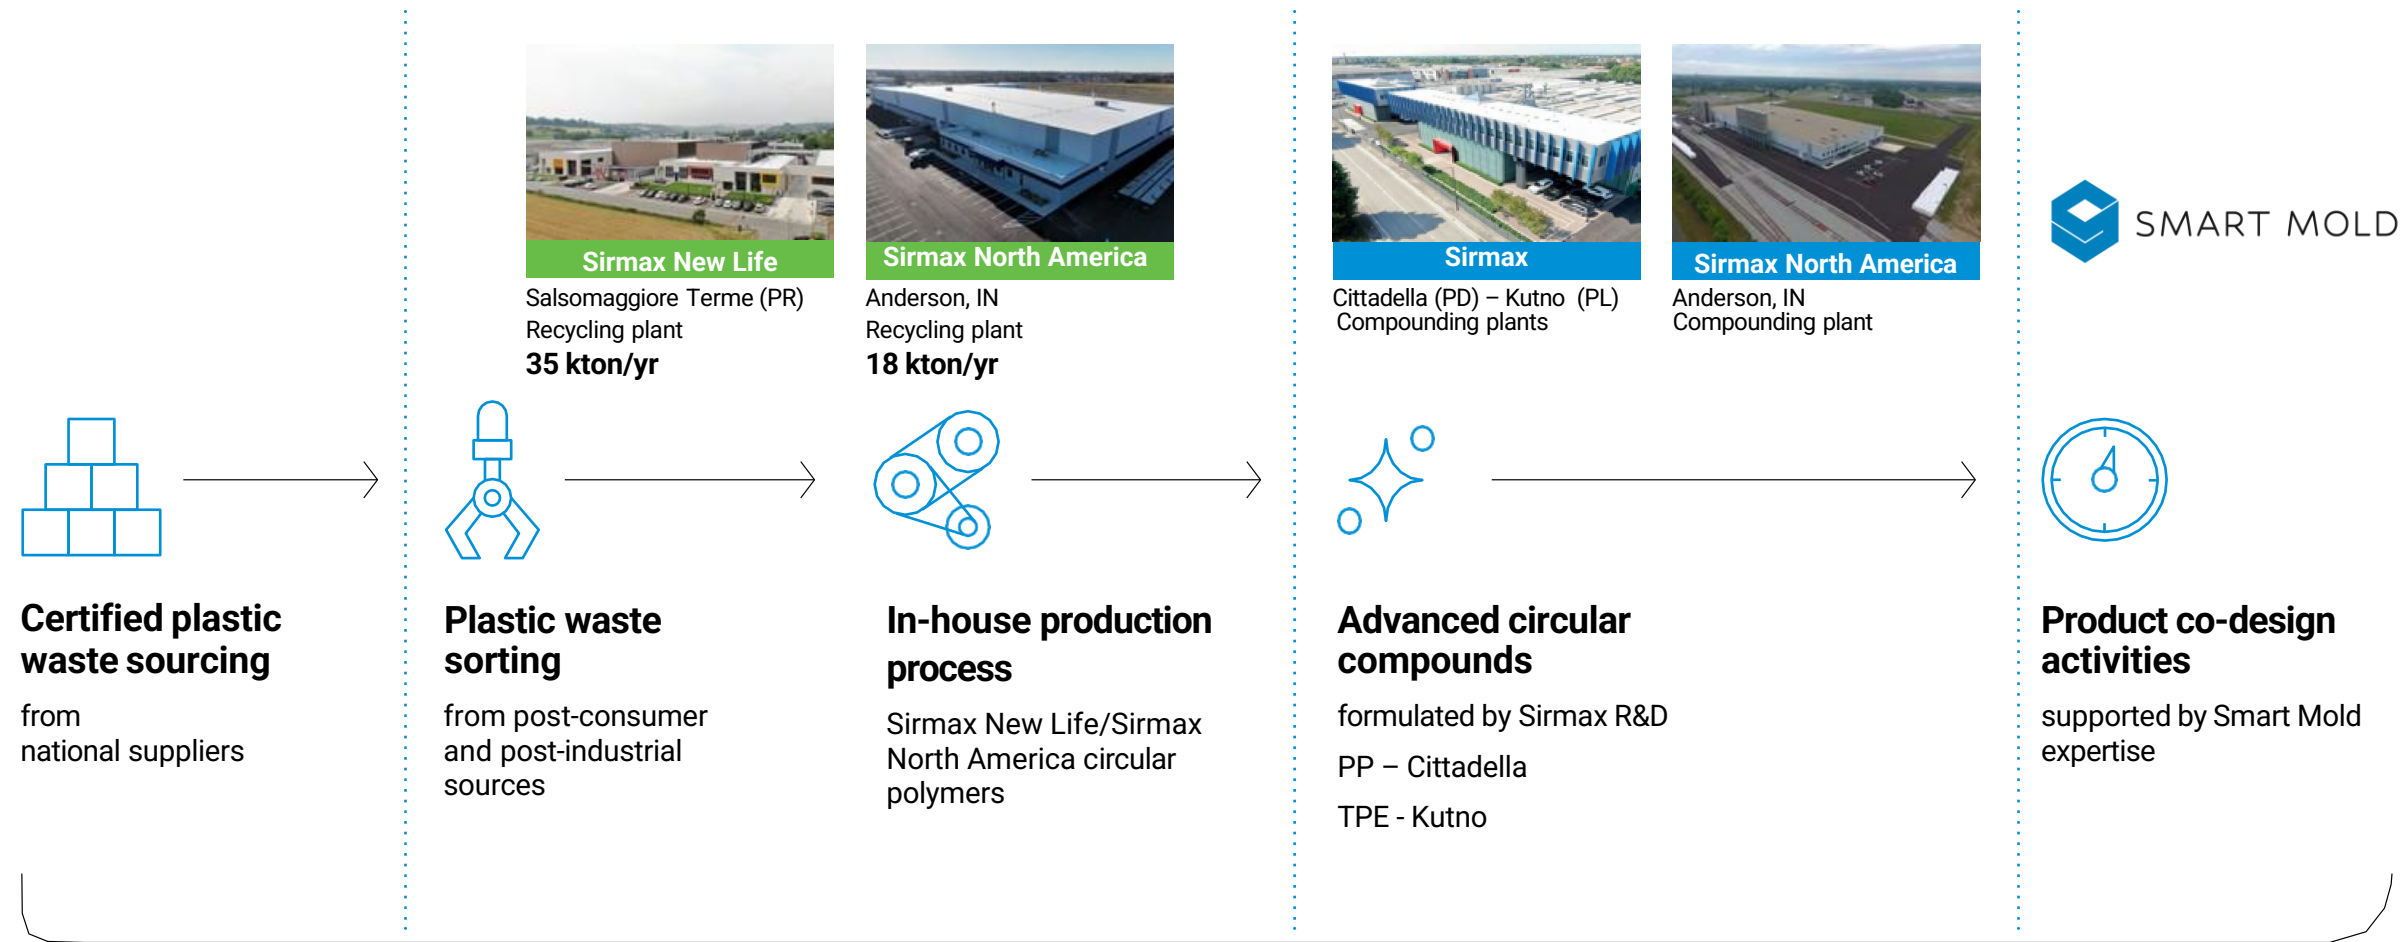 Sirmax New Life
Salsomaggiore Terme (PR)
Recycling plant
35 kton/yr
Sirmax North America
Anderson, IN
Recycling plant
18 kton/yr
Sirmax
Cittadella (PD) – Kutno (PL)
Compounding plants
Sirmax North America
Anderson, IN
Compounding plant
SMART MOLD
Certified plastic
waste sourcing
from
national suppliers
Plastic waste
sorting
from post-consumer
and post-industrial
sources
In-house production
process
Sirmax New Life/Sirmax
North America circular
polymers
Advanced circular
compounds
formulated by Sirmax R&D
PP – Cittadella
TPE - Kutno
Product co-design
activities
supported by Smart Mold
expertise